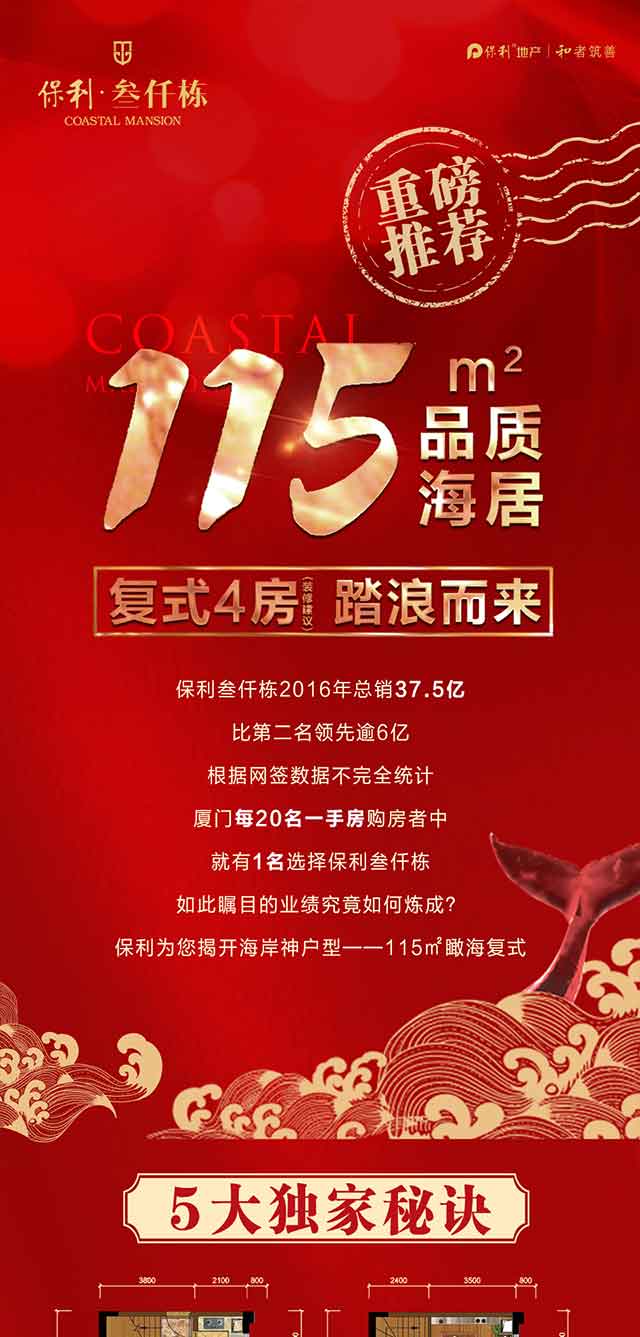 保利·叁仟栋
COASTAL MANSION
保利地产 | 和者筑善
重磅
推荐
COASTAL
115
m²
品质
海居
复式4房(装修建议) 踏浪而来
保利叁仟栋2016年总销37.5亿
比第二名领先逾6亿
根据网签数据不完全统计
厦门每20名一手房购房者中
就有1名选择保利叁仟栋
如此瞩目的业绩究竟如何炼成?
保利为您揭开海岸神户型——115㎡瞰海复式
5大独家秘诀
3800 2100 800
2400 3500 800